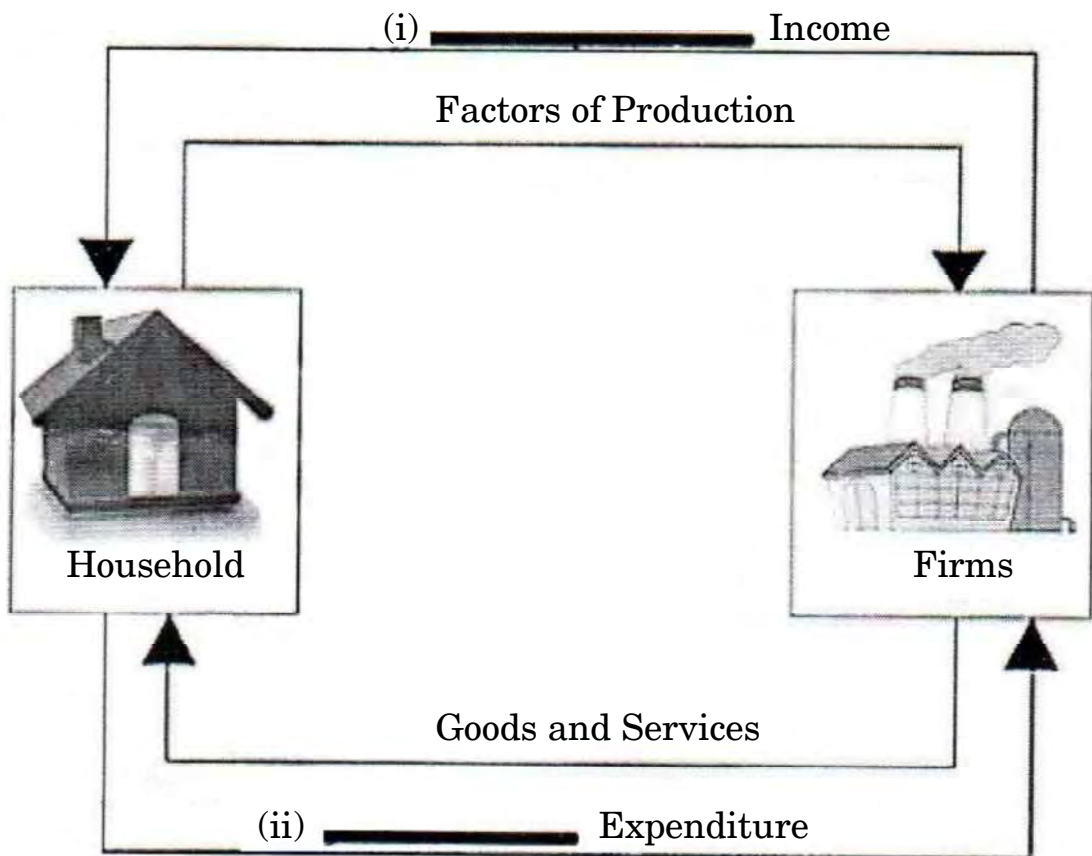 (i) Income
Factors of Production
Household
Firms
Goods and Services
(ii) Expenditure